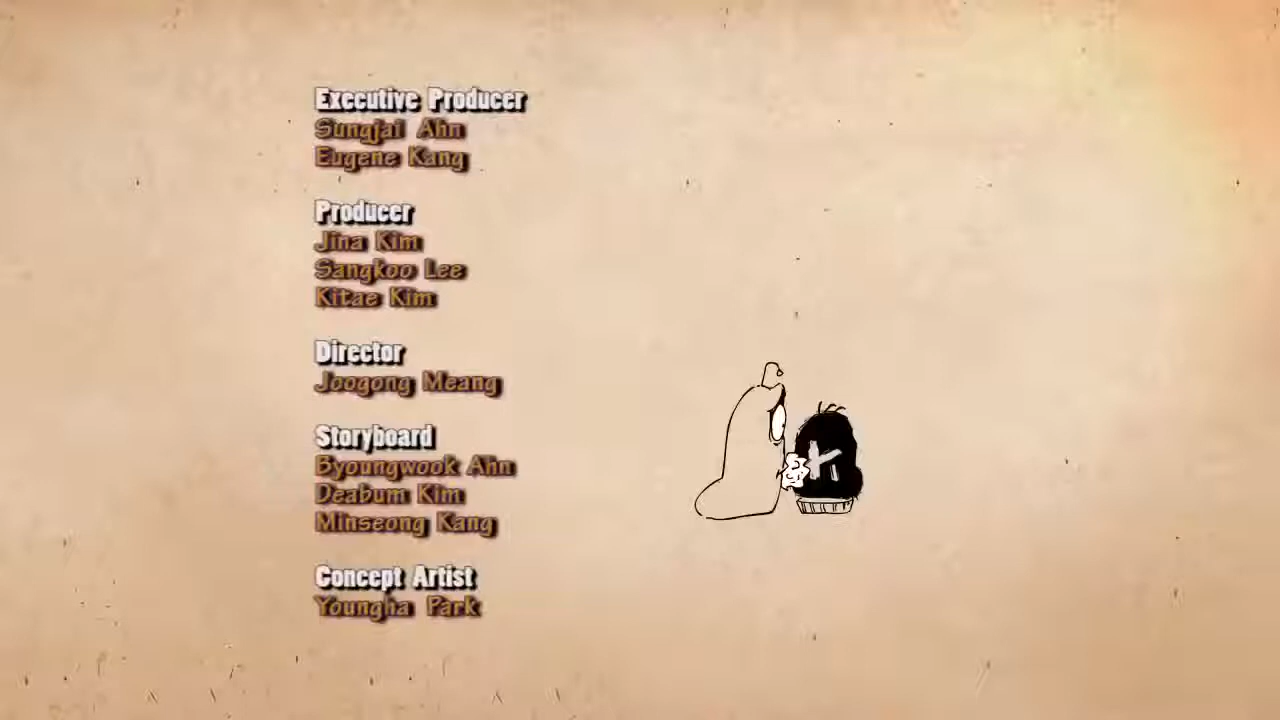 Executive Producer
Sungjai Ahn
Eugene Kang
Producer
Jina Kim
Sangkoo Lee
Kitae Kim
Director
Joogong Meang
Storyboard
Byoungwook Ahn
Deabum Kim
Minseong Kang
Concept Artist
Youngha Park